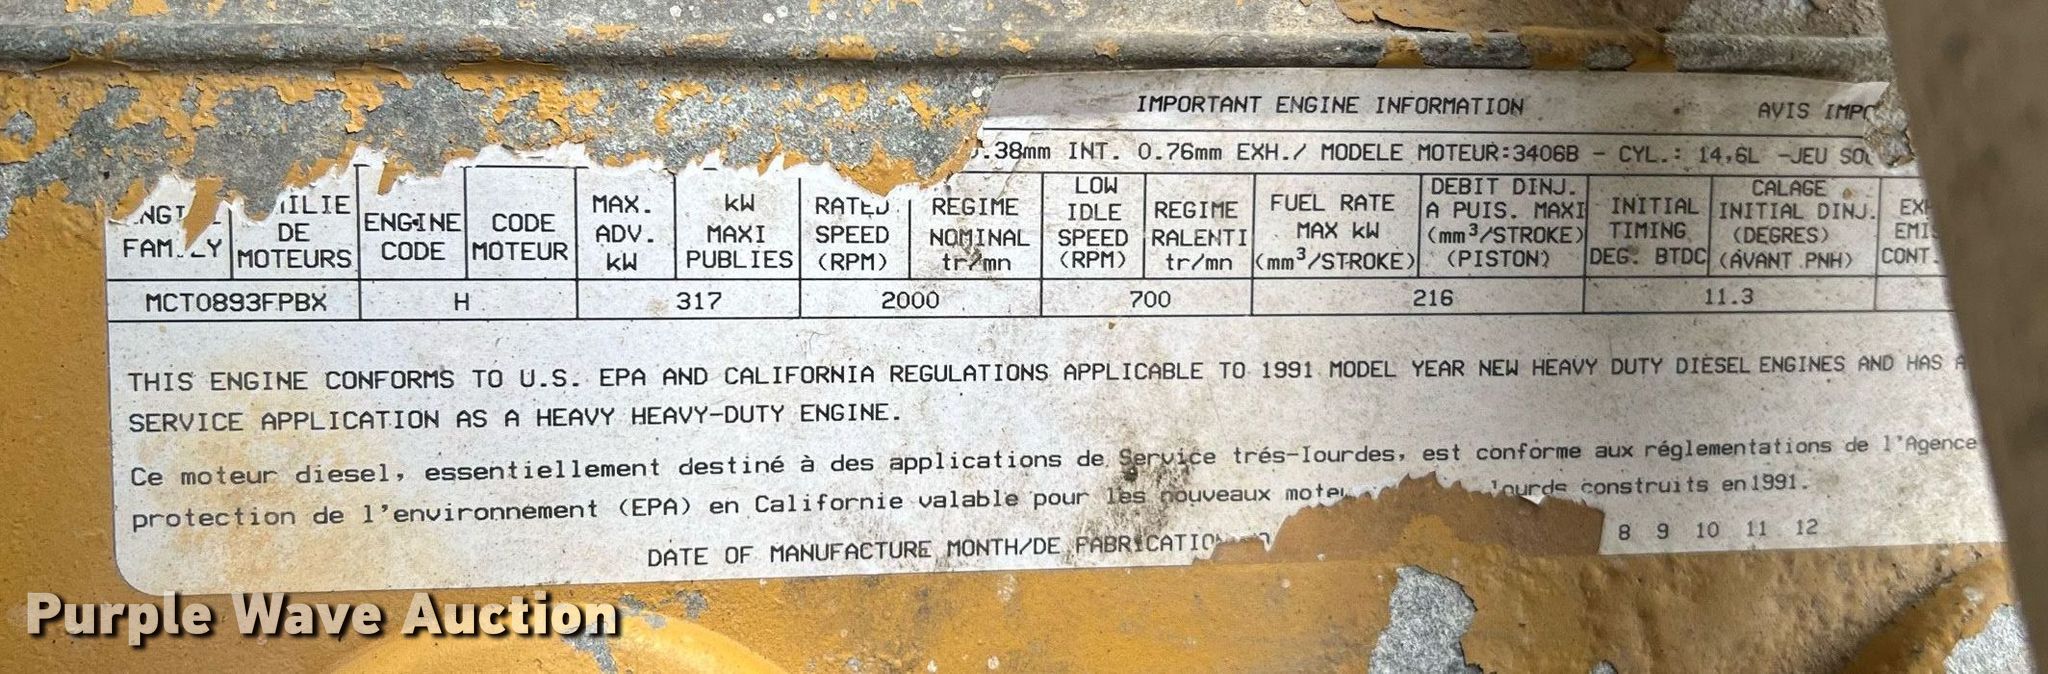 IMPORTANT ENGINE INFORMATION AVIS
.38mm INT. 0.76mm EXH./ MODELE MOTEUR:3406B - CYL.: 14,6L -JEU
FAMILY DE MOTEURS ENGINE CODE CODE MOTEUR MAX. ADV. kW kW MAXI PUBLIES RATED SPEED (RPM) REGIME NOMINAL tr/mn LOW IDLE SPEED (RPM) REGIME RALENTI tr/mn FUEL RATE MAX kW (mm³/STROKE) DEBIT DINJ. A PUIS. MAXI (mm³/STROKE) (PISTON) INITIAL TIMING DEG. BTDC CALAGE INITIAL DINJ. (DEGRES) (AVANT PNH) CONT.
MCT0893FPBX H 317 2000 700 216 11.3
THIS ENGINE CONFORMS TO U.S. EPA AND CALIFORNIA REGULATIONS APPLICABLE TO 1991 MODEL YEAR NEW HEAVY DUTY DIESEL ENGINES AND HAS A
SERVICE APPLICATION AS A HEAVY HEAVY-DUTY ENGINE.
Ce moteur diesel, essentiellement destiné à des applications de Service trés-lourdes, est conforme aux réglementations de l'Agence
protection de l'environnement (EPA) en Californie valable pour les nouveaux lourds construits en 1991.
DATE OF MANUFACTURE MONTH/DE FABRICATION 8 9 10 11 12
Purple Wave Auction